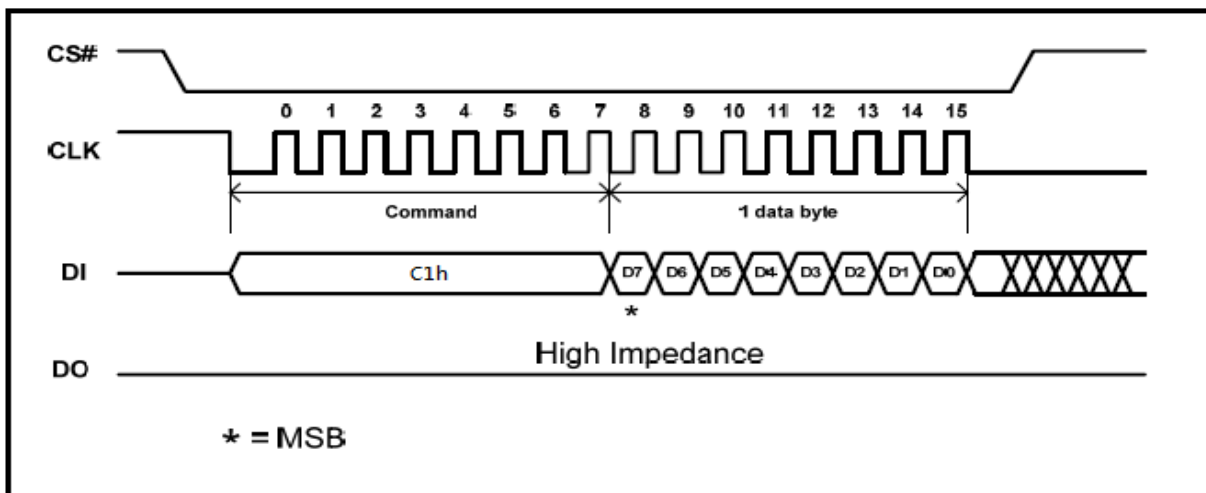 CS#
0 1 2 3 4 5 6 7 8 9 10 11 12 13 14 15
CLK
Command 1 data byte
DI C1h D7 D6 D5 D4 D3 D2 D1 D0
*
High Impedance
DO
* = MSB